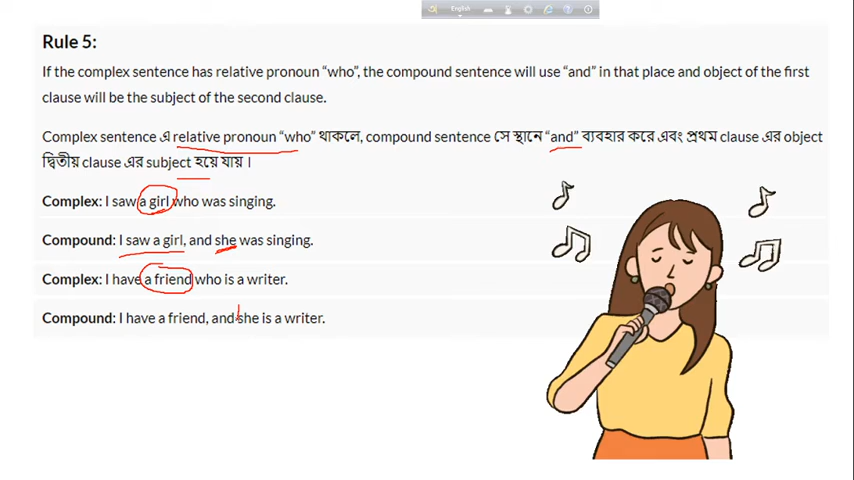 অ English
Rule 5:
If the complex sentence has relative pronoun “who”, the compound sentence will use “and” in that place and object of the first
clause will be the subject of the second clause.
Complex sentence এ relative pronoun “who” থাকলে, compound sentence সে স্থানে “and” ব্যবহার করে এবং প্রথম clause এর object
দ্বিতীয় clause এর subject হয়ে যায় ।
Complex: I saw a girl who was singing.
Compound: I saw a girl, and she was singing.
Complex: I have a friend who is a writer.
Compound: I have a friend, and she is a writer.